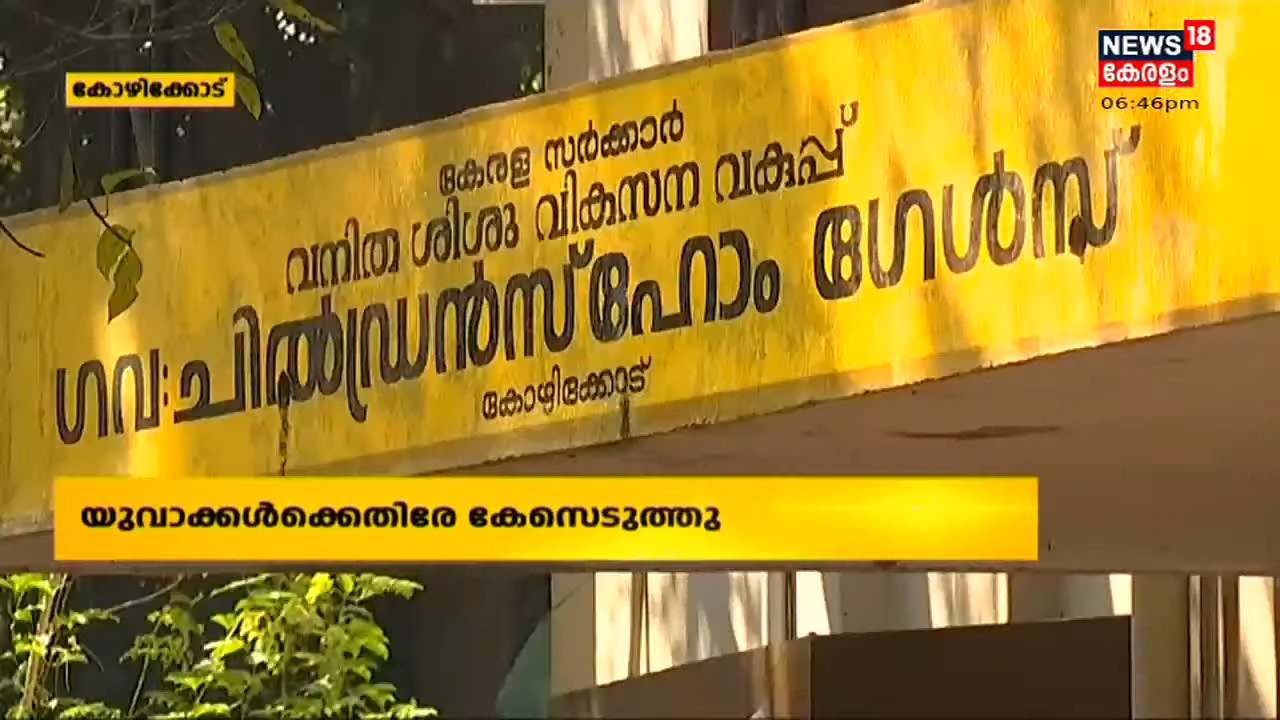 NEWS 18
കേരളം
06:46pm
കോഴിക്കോട്
കേരള സർക്കാർ
വനിത ശിശു വികസന വകുപ്പ്
ഗവ:ചിൽഡ്രൻസ്ഹോം ഗേൾസ്
കോഴിക്കോട്
യുവാക്കൾക്കെതിരേ കേസെടുത്തു